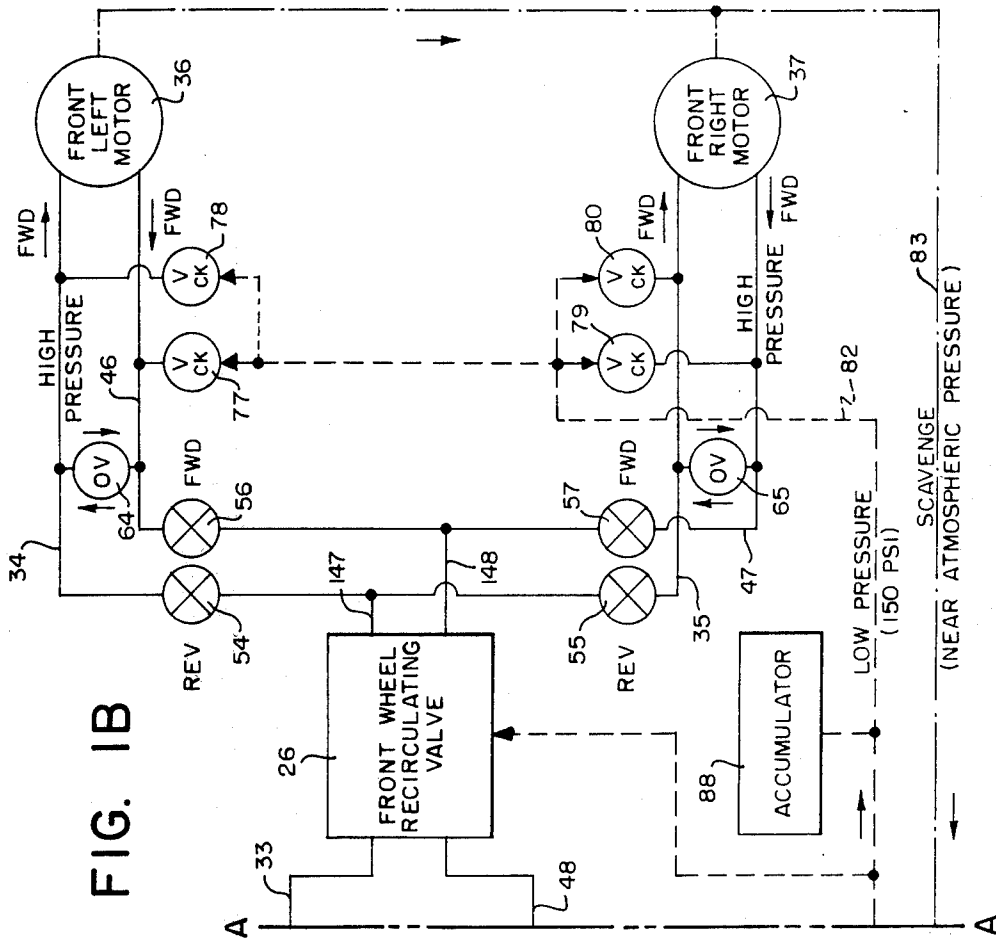 FIG. 1B
A
33
48
26
FRONT WHEEL
RECIRCULATING
VALVE
147
148
REV
54
55
REV
34
35
56
57
FWD
47
64
OV
OV
65
46
HIGH
PRESSURE
HIGH
PRESSURE
V
CK
77
V
CK
78
V
CK
79
V
CK
80
FWD
FWD
FWD
FWD
FRONT
LEFT
MOTOR
36
FRONT
RIGHT
MOTOR
37
88
ACCUMULATOR
LOW PRESSURE
(150 PSI)
82
SCAVENGE
(NEAR ATMOSPHERIC PRESSURE)
83
A